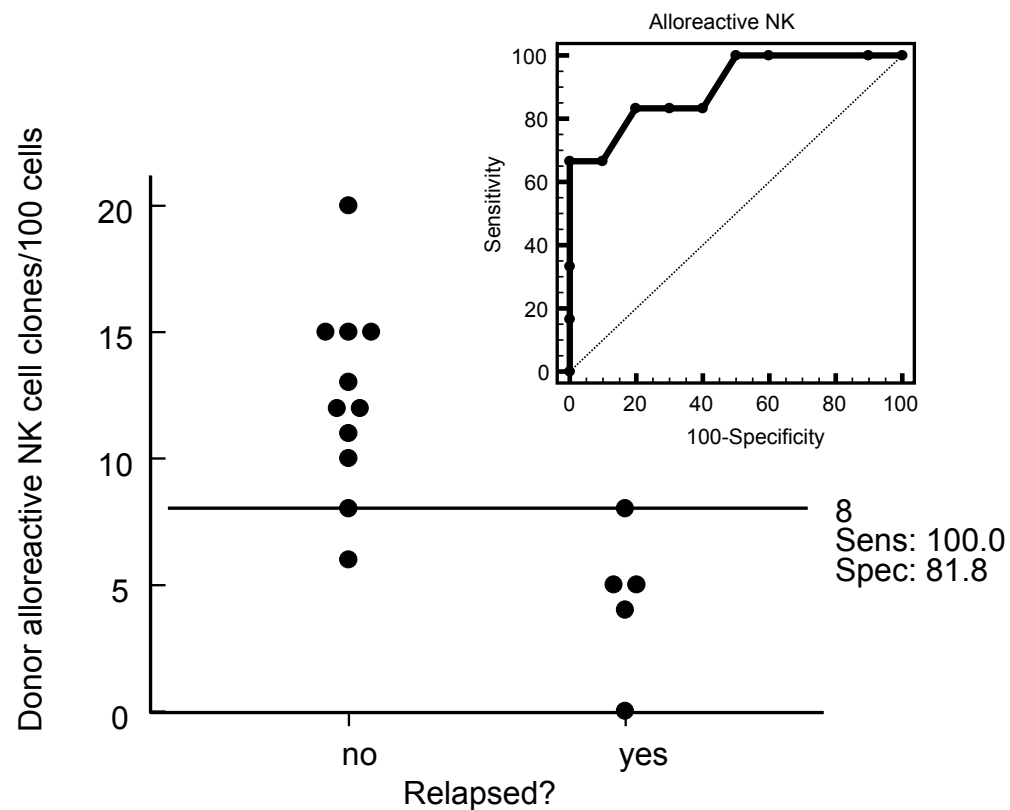 Alloreactive NK
100
80
60
40
20
0
Sensitivity
0 20 40 60 80 100
100-Specificity
Donor alloreactive NK cell clones/100 cells
20
15
10
5
0
8
Sens: 100.0
Spec: 81.8
no yes
Relapsed?